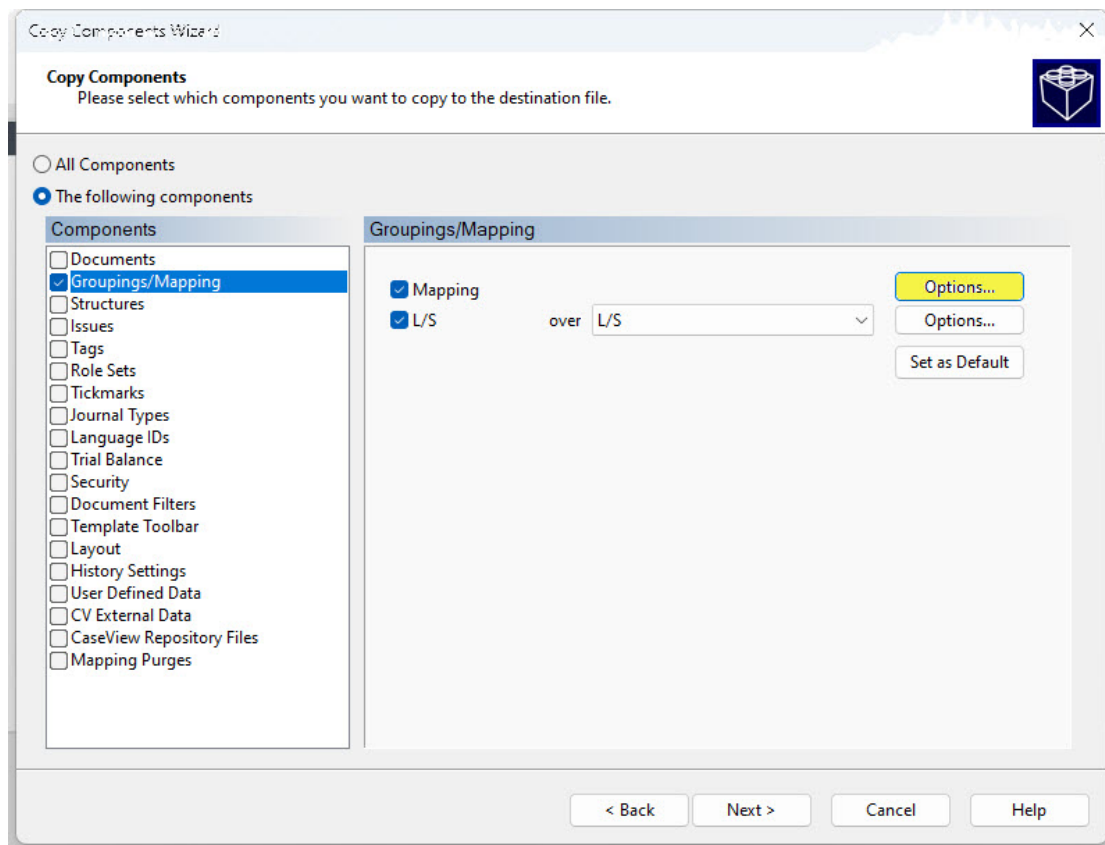 Copy Components Wizard
Copy Components
Please select which components you want to copy to the destination file.
All Components
The following components
Components
Documents
Groupings/Mapping
Structures
Issues
Tags
Role Sets
Tickmarks
Journal Types
Language IDs
Trial Balance
Security
Document Filters
Template Toolbar
Layout
History Settings
User Defined Data
CV External Data
CaseView Repository Files
Mapping Purges
Groupings/Mapping
Mapping Options...
L/S over L/S Options...
Set as Default
< Back Next > Cancel Help